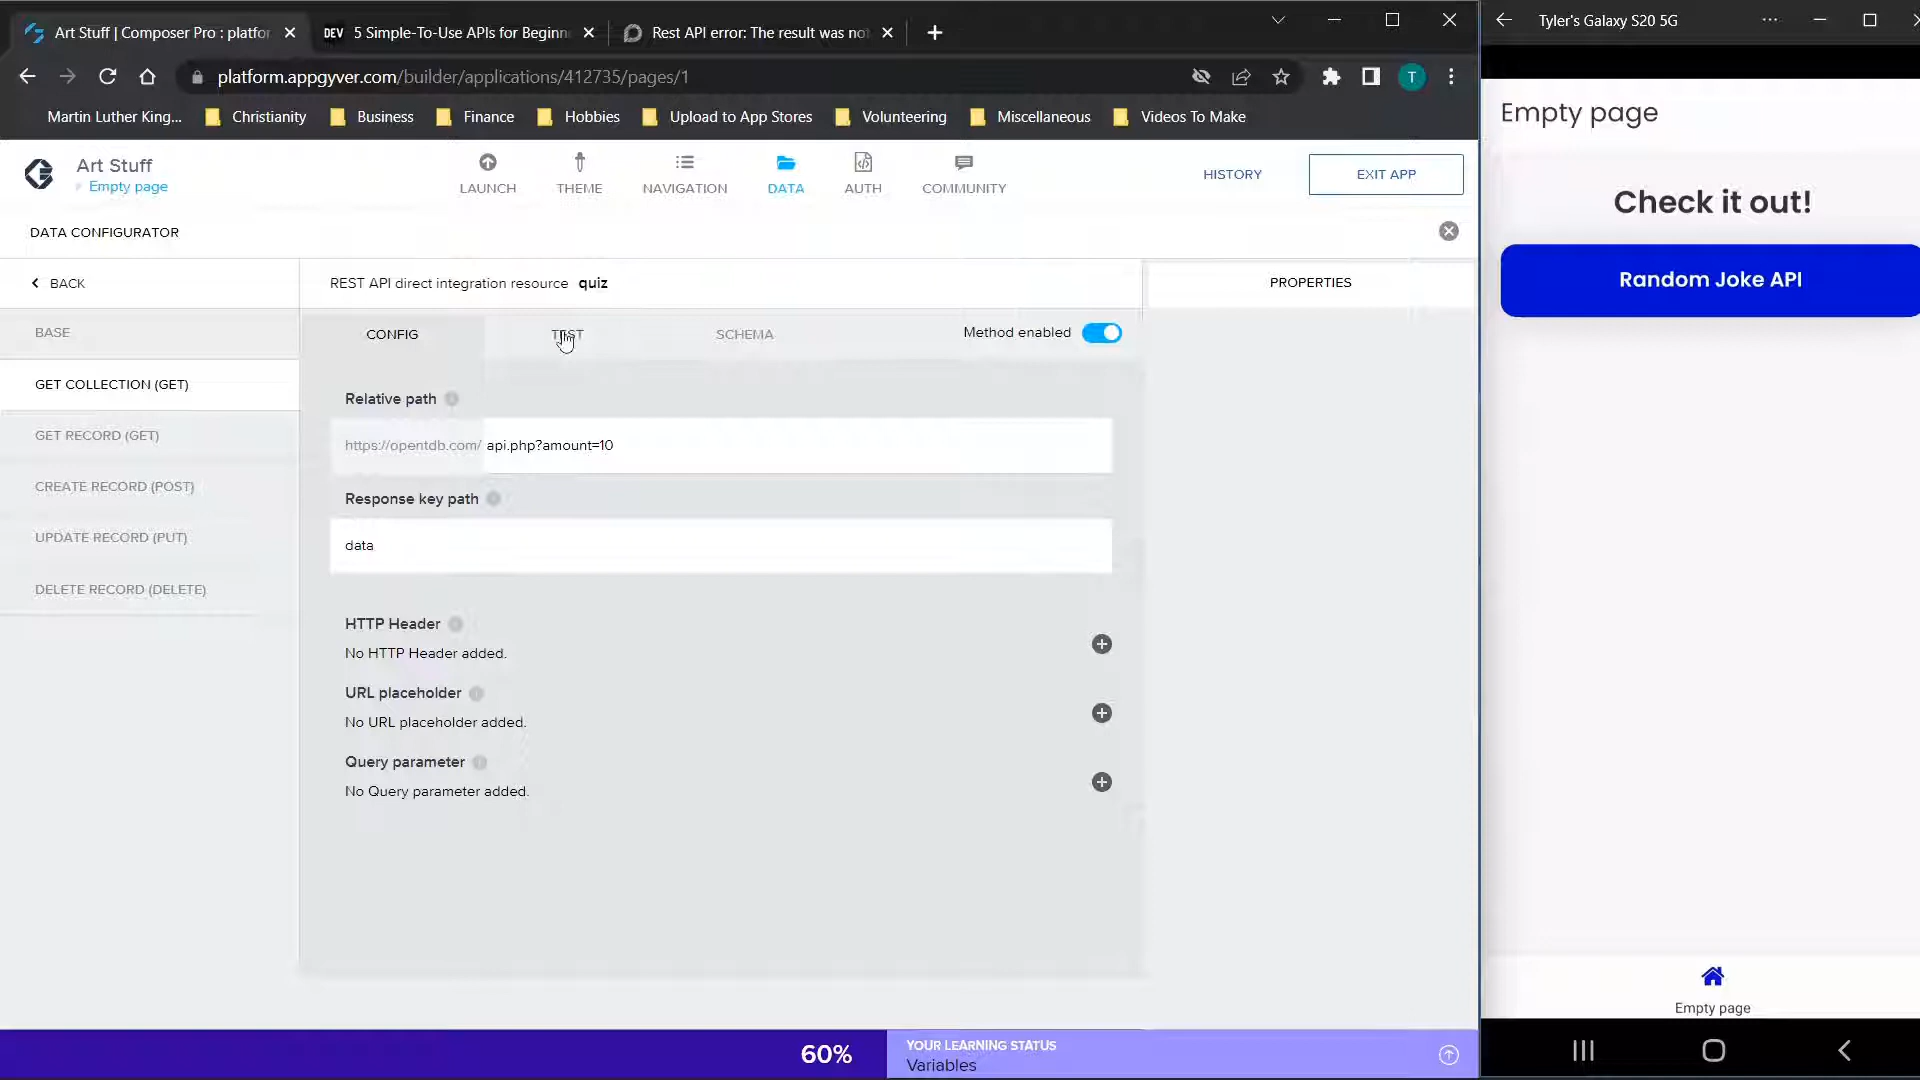 Art Stuff | Composer Pro : platfor
DEV 5 Simple-To-Use APIs for Beginn
Rest API error: The result was not
platform.appgyver.com/builder/applications/412735/pages/1
T
Martin Luther King...
Christianity
Business
Finance
Hobbies
Upload to App Stores
Volunteering
Miscellaneous
Videos To Make
Art Stuff
Empty page
LAUNCH
THEME
NAVIGATION
DATA
AUTH
COMMUNITY
HISTORY
EXIT APP
DATA CONFIGURATOR
BACK
REST API direct integration resource quiz
PROPERTIES
BASE
GET COLLECTION (GET)
GET RECORD (GET)
CREATE RECORD (POST)
UPDATE RECORD (PUT)
DELETE RECORD (DELETE)
CONFIG
TEST
SCHEMA
Method enabled
Relative path
https://opentdb.com/ api.php?amount=10
Response key path
data
HTTP Header
No HTTP Header added.
URL placeholder
No URL placeholder added.
Query parameter
No Query parameter added.
60%
YOUR LEARNING STATUS
Variables
Tyler's Galaxy S20 5G
Empty page
Check it out!
Random Joke API
Empty page